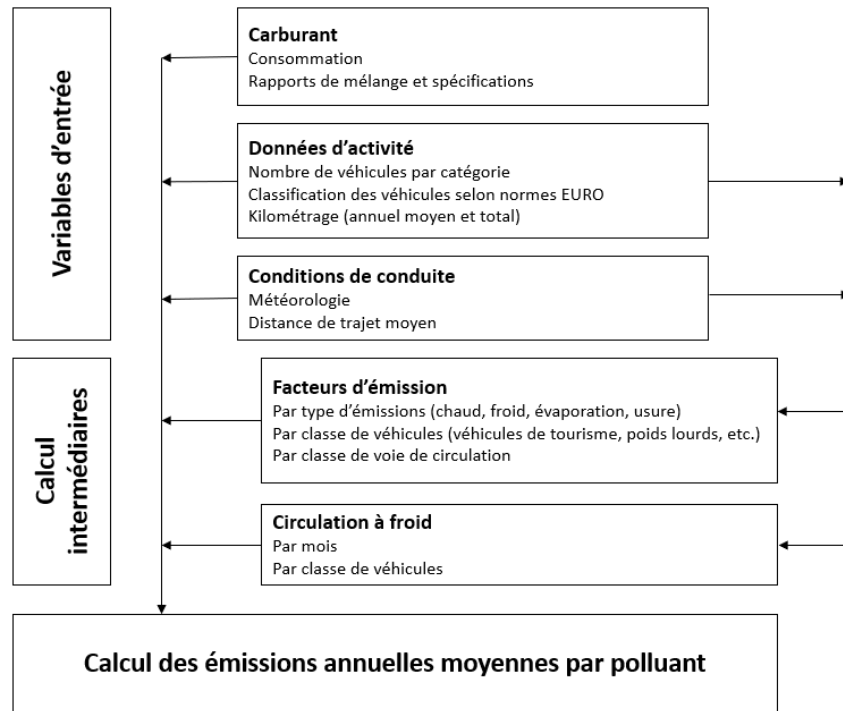 Variables d'entrée
Carburant
Consommation
Rapports de mélange et spécifications
Données d'activité
Nombre de véhicules par catégorie
Classification des véhicules selon normes EURO
Kilométrage (annuel moyen et total)
Conditions de conduite
Météorologie
Distance de trajet moyen
Calcul
intermédiaires
Facteurs d'émission
Par type d'émissions (chaud, froid, évaporation, usure)
Par classe de véhicules (véhicules de tourisme, poids lourds, etc.)
Par classe de voie de circulation
Circulation à froid
Par mois
Par classe de véhicules
Calcul des émissions annuelles moyennes par polluant